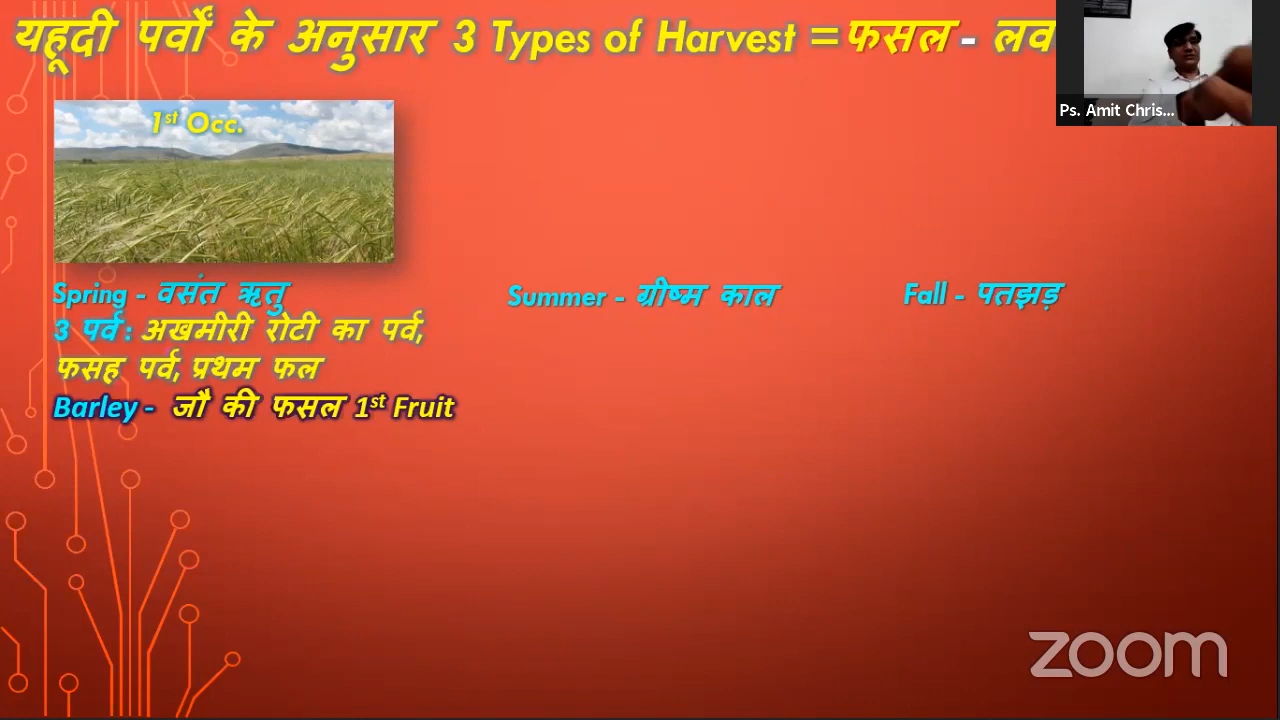 यहूदी पर्वों के अनुसार 3 Types of Harvest =फसल - लव
Ps. Amit Chris...
1st Occ.
Spring - वसंत ऋतु
3 पर्व : अखमीरी रोटी का पर्व,
फसह पर्व, प्रथम फल
Barley - जौ की फसल 1st Fruit
Summer - ग्रीष्म काल
Fall - पतझड़
zoom